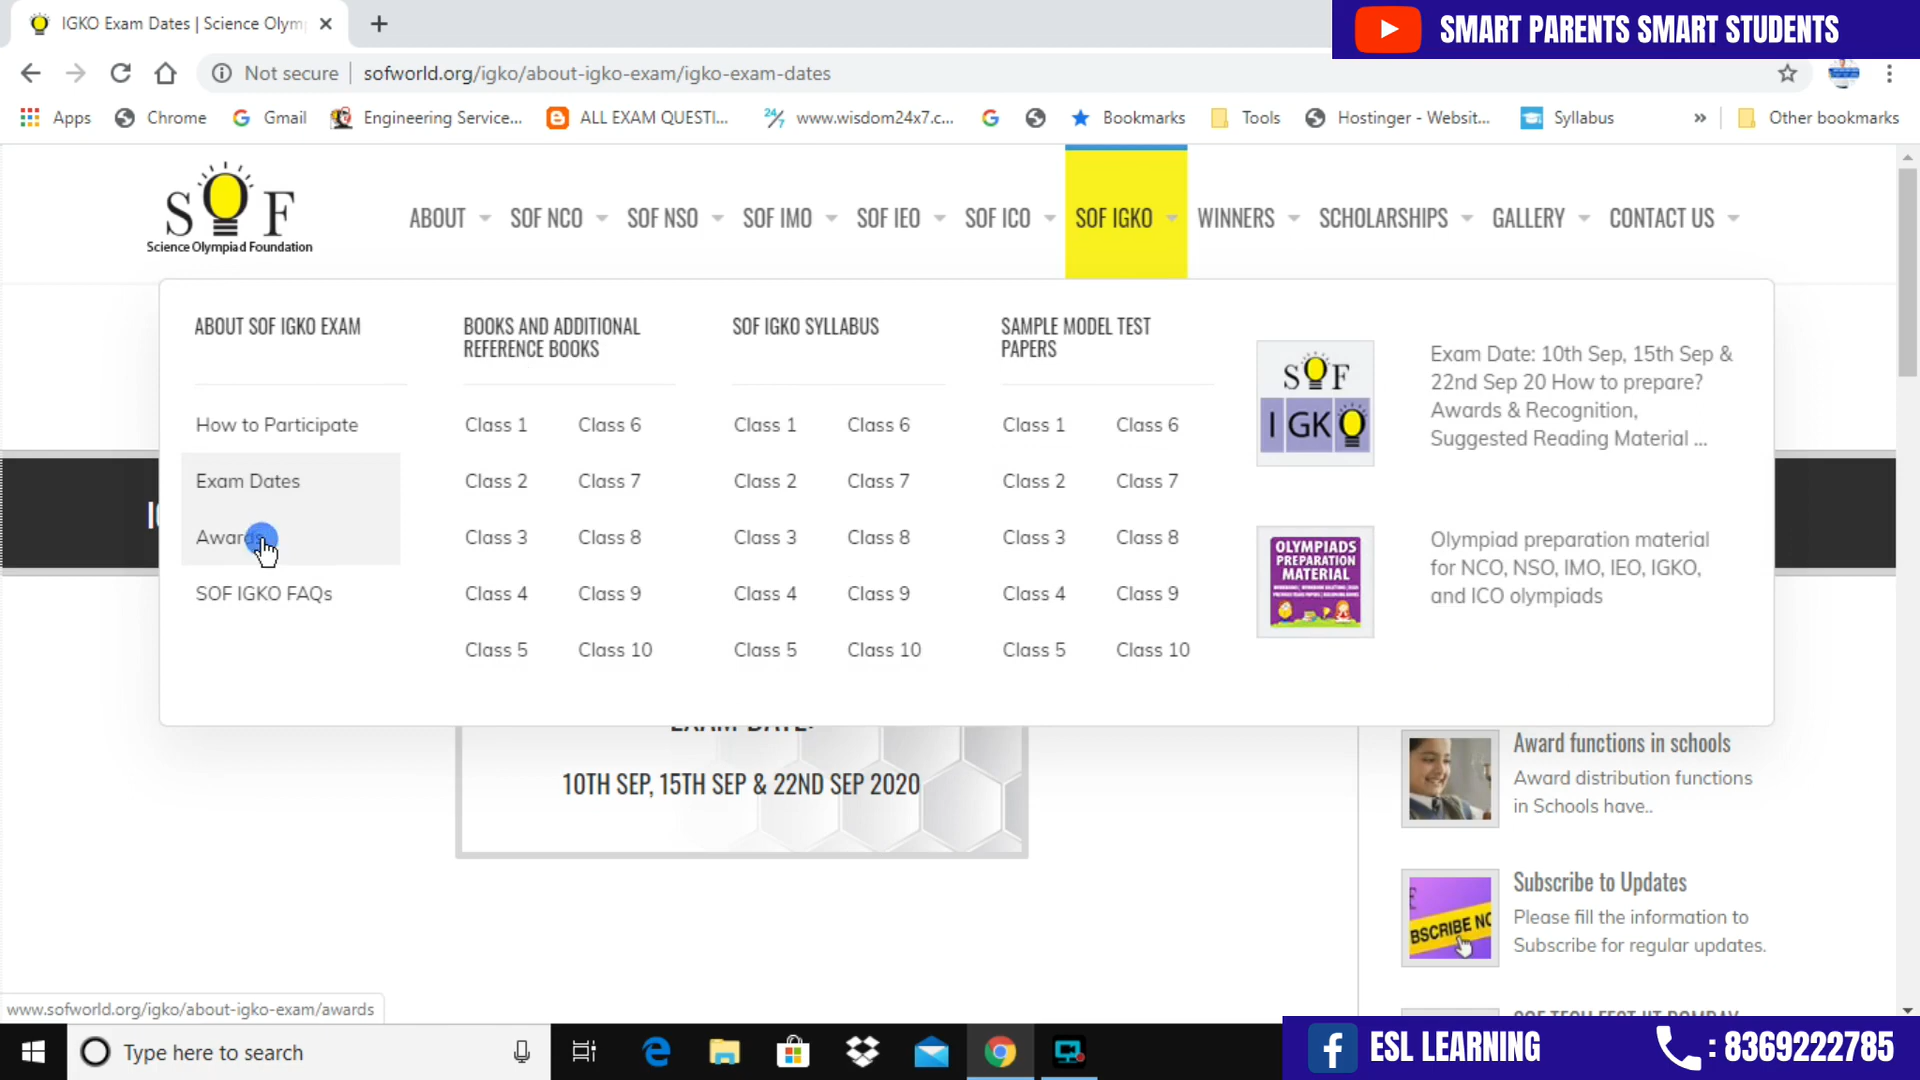 IGKO Exam Dates | Science Olym
SMART PARENTS SMART STUDENTS
Not secure
sofworld.org/igko/about-igko-exam/igko-exam-dates
Apps
Chrome
Gmail
Engineering Service...
ALL EXAM QUESTI...
www.wisdom24x7.c...
Bookmarks
Tools
Hostinger - Websit...
Syllabus
Other bookmarks
SOF
Science Olympiad Foundation
ABOUT
SOF NCO
SOF NSO
SOF IMO
SOF IEO
SOF ICO
SOF IGKO
WINNERS
SCHOLARSHIPS
GALLERY
CONTACT US
ABOUT SOF IGKO EXAM
How to Participate
Exam Dates
Awards
SOF IGKO FAQs
BOOKS AND ADDITIONAL
REFERENCE BOOKS
Class 1 Class 6
Class 2 Class 7
Class 3 Class 8
Class 4 Class 9
Class 5 Class 10
SOF IGKO SYLLABUS
Class 1 Class 6
Class 2 Class 7
Class 3 Class 8
Class 4 Class 9
Class 5 Class 10
SAMPLE MODEL TEST
PAPERS
Class 1 Class 6
Class 2 Class 7
Class 3 Class 8
Class 4 Class 9
Class 5 Class 10
SOF
IGKO
Exam Date: 10th Sep, 15th Sep &
22nd Sep 20 How to prepare?
Awards & Recognition,
Suggested Reading Material ...
OLYMPIADS
PREPARATION
MATERIAL
Olympiad preparation material
for NCO, NSO, IMO, IEO, IGKO,
and ICO olympiads
EXAM DATE:
10TH SEP, 15TH SEP & 22ND SEP 2020
Award functions in schools
Award distribution functions
in Schools have..
BSCRIBE NO
Subscribe to Updates
Please fill the information to
Subscribe for regular updates.
SOF TECH FEST IIT BOMBAY
www.sofworld.org/igko/about-igko-exam/awards
Type here to search
ESL LEARNING
: 8369222785